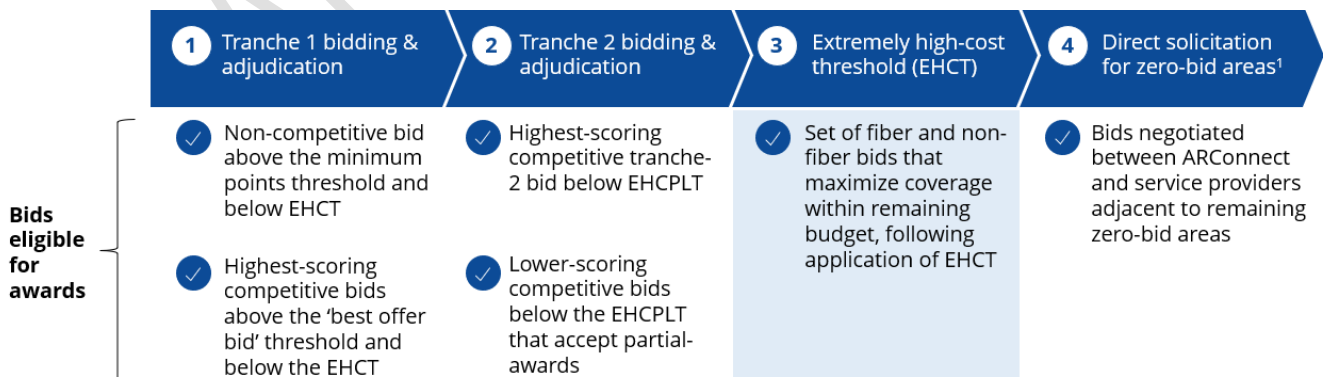 1 Tranche 1 bidding &
adjudication
2 Tranche 2 bidding &
adjudication
3 Extremely high-cost
threshold (EHCT)
4 Direct solicitation
for zero-bid areas¹
Bids
eligible
for
awards
Non-competitive bid
above the minimum
points threshold and
below EHCT
Highest-scoring
competitive bids
above the ‘best offer
bid’ threshold and
below the EHCT
Highest-scoring
competitive tranche-
2 bid below EHCPLT
Lower-scoring
competitive bids
below the EHCPLT
that accept partial-
awards
Set of fiber and non-
fiber bids that
maximize coverage
within remaining
budget, following
application of EHCT
Bids negotiated
between ARConnect
and service providers
adjacent to remaining
zero-bid areas